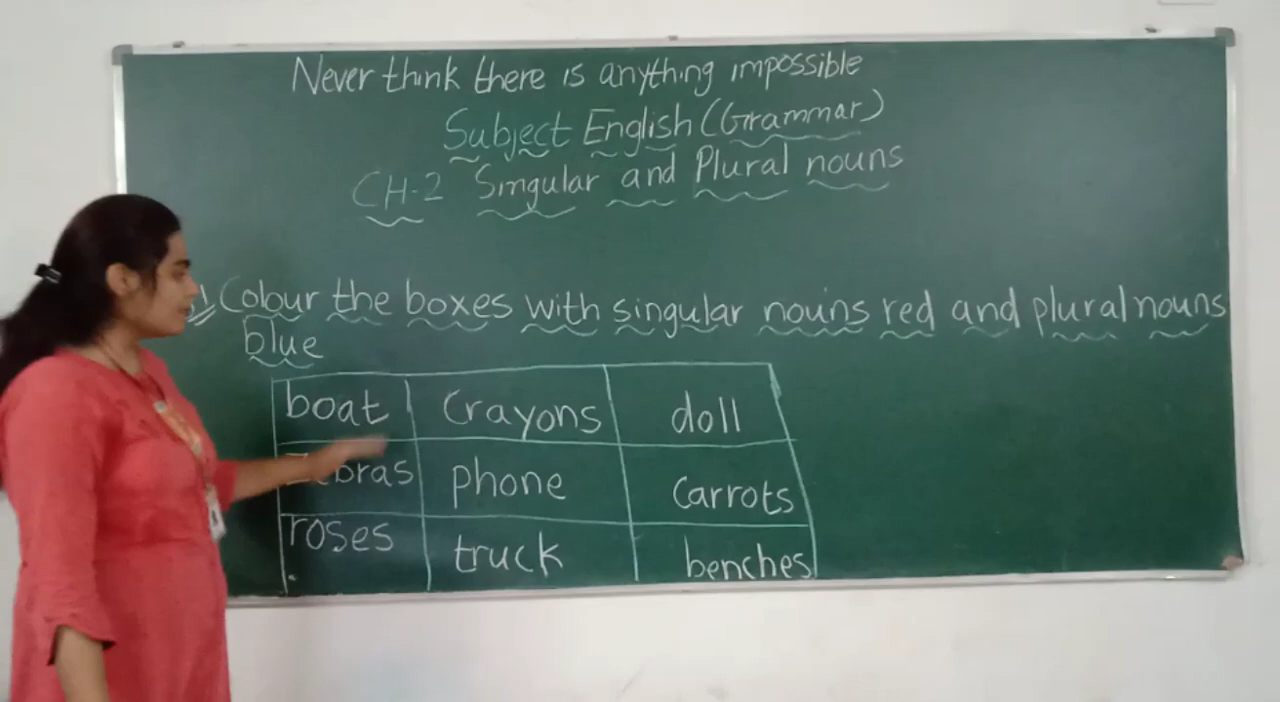 Never think there is anything impossible
Subject English (Grammar)
CH-2 Singular and Plural nouns
Colour the boxes with singular nouns red and plural nouns
blue
boat Crayons doll
phone Carrots
roses truck benches